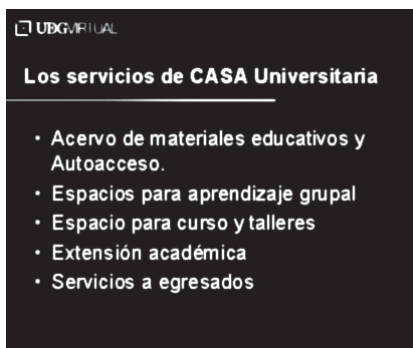 UDGVIRTUAL
Los servicios de CASA Universitaria
• Acervo de materiales educativos y
Autoacceso.
• Espacios para aprendizaje grupal
• Espacio para curso y talleres
• Extensión académica
• Servicios a egresados